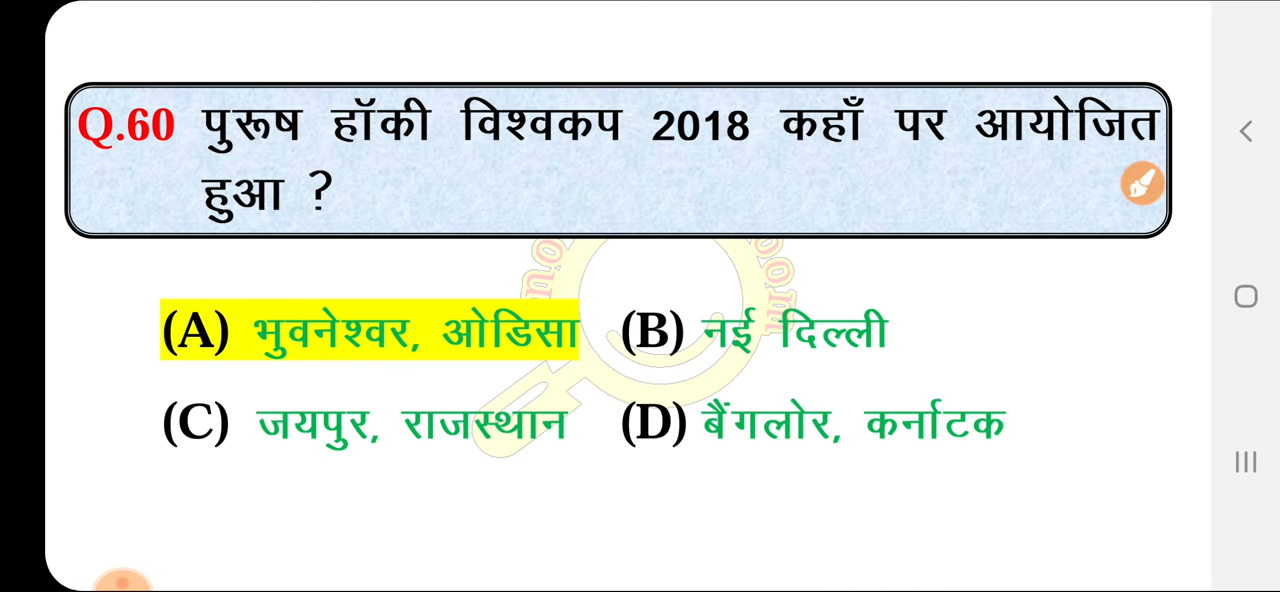 Q.60 पुरूष हॉकी विश्वकप 2018 कहाँ पर आयोजित
हुआ ?
(A) भुवनेश्वर, ओडिसा (B) नई दिल्ली
(C) जयपुर, राजस्थान (D) बैंगलोर, कर्नाटक